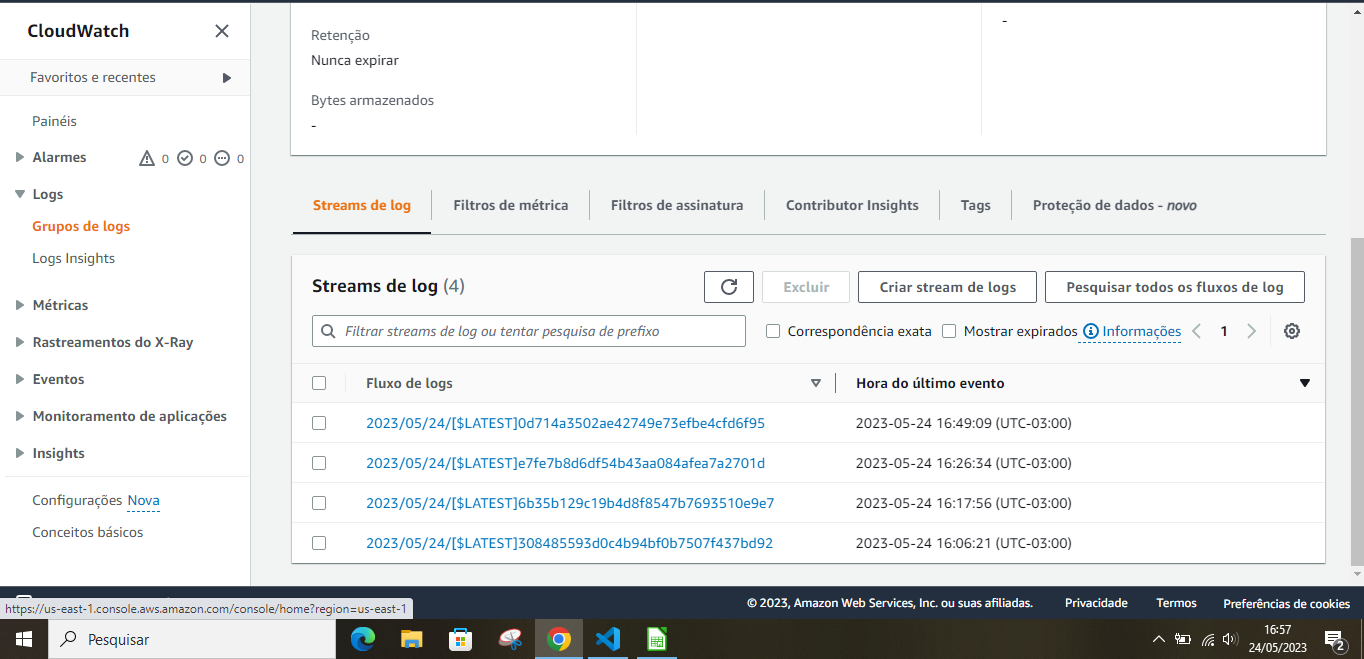 CloudWatch
Favoritos e recentes
Painéis
Alarmes 0 0 0
Logs
Grupos de logs
Logs Insights
Métricas
Rastreamentos do X-Ray
Eventos
Monitoramento de aplicações
Insights
Configurações Nova
Conceitos básicos
-
Retenção
Nunca expirar
Bytes armazenados
-
Streams de log
Filtros de métrica
Filtros de assinatura
Contributor Insights
Tags
Proteção de dados - novo
Streams de log (4)
Excluir
Criar stream de logs
Pesquisar todos os fluxos de log
Filtrar streams de log ou tentar pesquisa de prefixo
Correspondência exata
Mostrar expirados
Informações
1
Fluxo de logs Hora do último evento
2023/05/24/[$LATEST]0d714a3502ae42749e73efbe4cfd6f95 2023-05-24 16:49:09 (UTC-03:00)
2023/05/24/[$LATEST]e7fe7b8d6df54b43aa084afea7a2701d 2023-05-24 16:26:34 (UTC-03:00)
2023/05/24/[$LATEST]6b35b129c19b4d8f8547b7693510e9e7 2023-05-24 16:17:56 (UTC-03:00)
2023/05/24/[$LATEST]308485593d0c4b94bf0b7507f437bd92 2023-05-24 16:06:21 (UTC-03:00)
https://us-east-1.console.aws.amazon.com/console/home?region=us-east-1
© 2023, Amazon Web Services, Inc. ou suas afiliadas.
Privacidade
Termos
Preferências de cookies
Pesquisar
16:57
24/05/2023
2